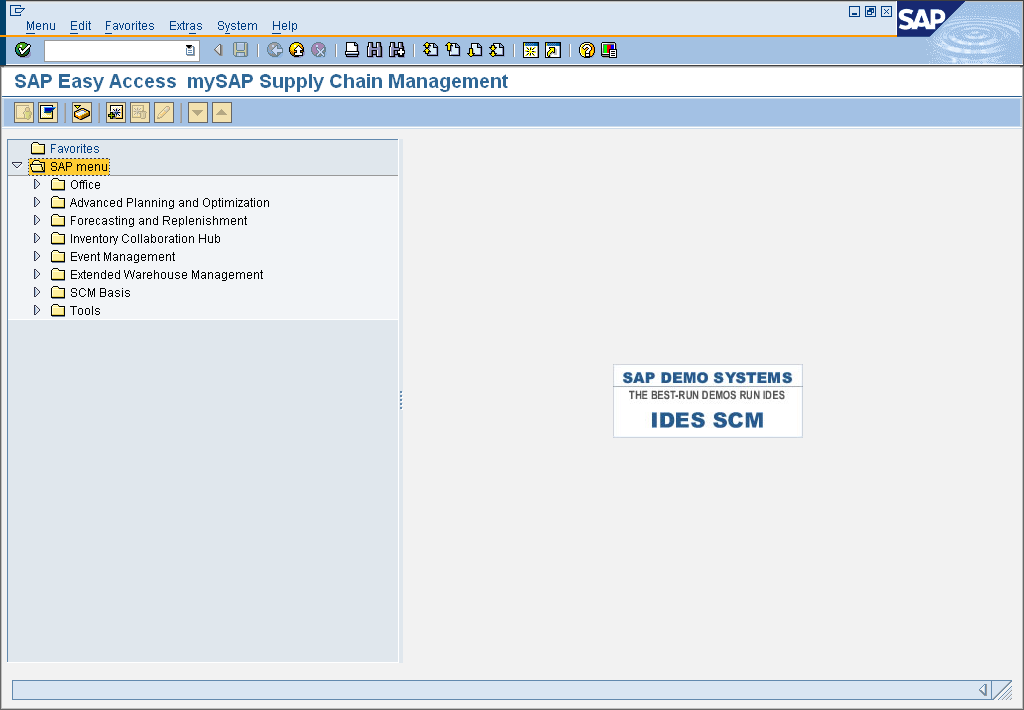 Menu Edit Favorites Extras System Help
SAP
SAP Easy Access mySAP Supply Chain Management
Favorites
SAP menu
Office
Advanced Planning and Optimization
Forecasting and Replenishment
Inventory Collaboration Hub
Event Management
Extended Warehouse Management
SCM Basis
Tools
SAP DEMO SYSTEMS
THE BEST-RUN DEMOS RUN IDES
IDES SCM